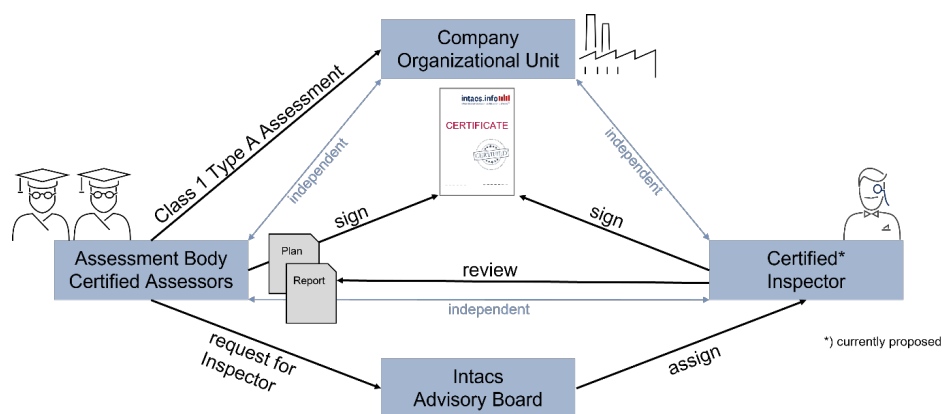 Company
Organizational Unit
Class 1 Type A Assessment
intacs.info
CERTIFICATE
independent
independent
sign
sign
Assessment Body
Certified Assessors
Plan
Report
review
Certified*
Inspector
independent
request for
Inspector
assign
*) currently proposed
Intacs
Advisory Board